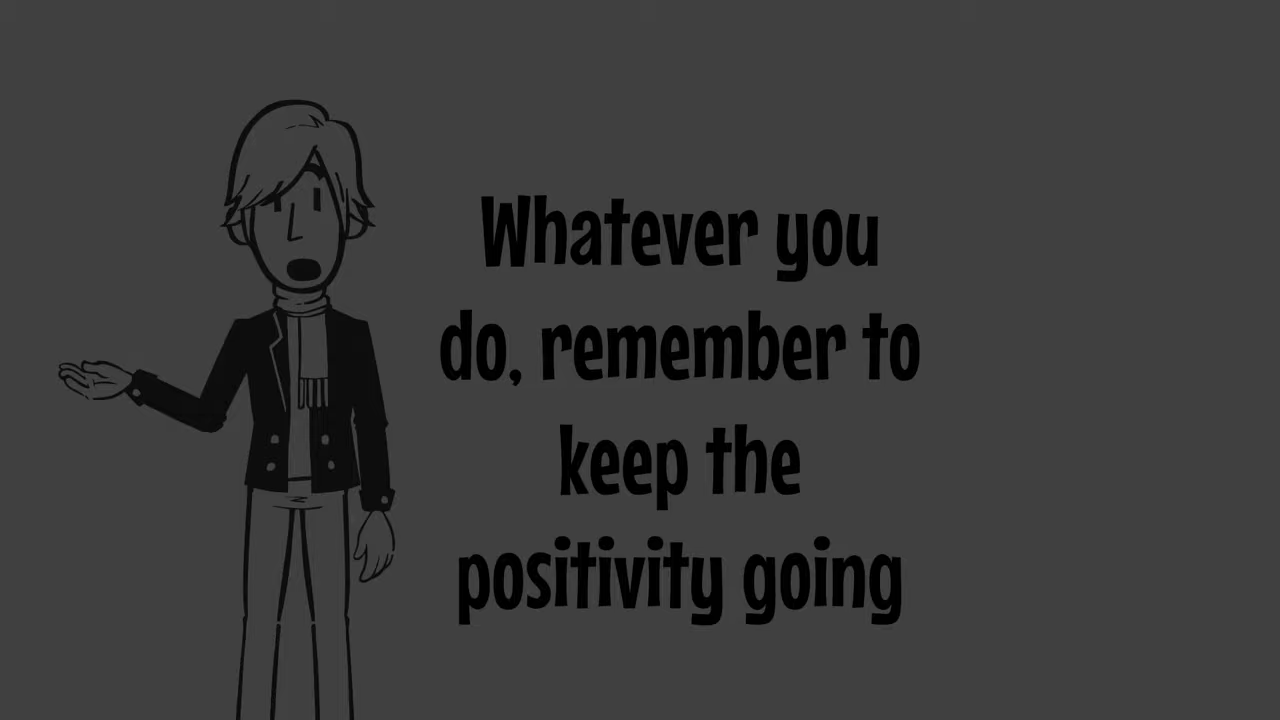 Whatever you
do, remember to
keep the
positivity going